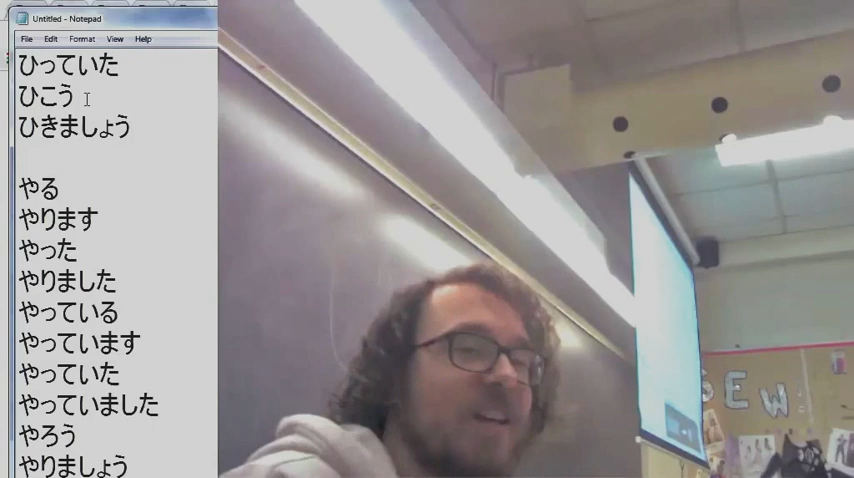 Untitled - Notepad
File Edit Format View Help
ひっていた
ひこう
ひきましょう
やる
やります
やった
やりました
やっている
やっています
やっていた
やっていました
やろう
やりましょう
SEW